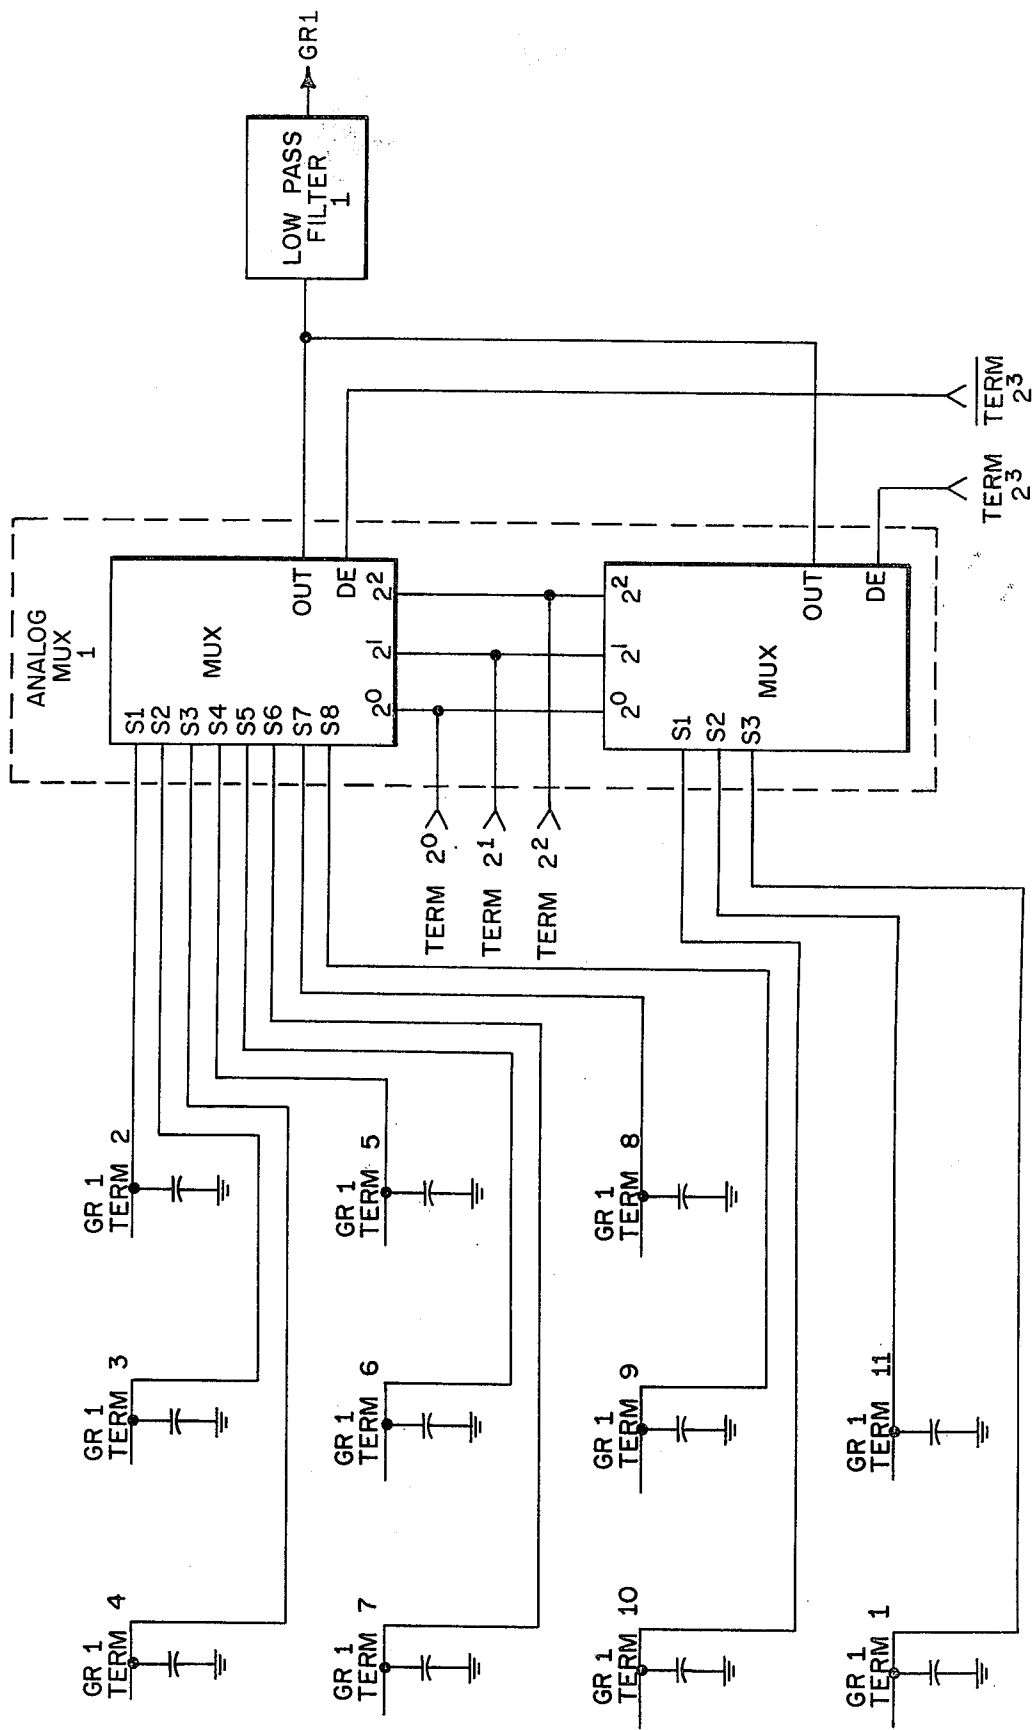 GR 1
TERM 4
GR 1
TERM 3
GR 1
TERM 2
ANALOG
MUX
1
S1
S2
S3
S4
S5
S6
S7
S8
MUX
OUT
DE
2⁰
2¹
2²
LOW PASS
FILTER
1
GR1
GR 1
TERM 7
GR 1
TERM 6
GR 1
TERM 5
TERM 2⁰
TERM 2¹
TERM 2²
GR 1
TERM 10
GR 1
TERM 9
GR 1
TERM 8
2⁰
2¹
2²
S1
S2
S3
MUX
OUT
DE
GR 1
TERM 1
GR 1
TERM 11
TERM
2³
TERM
2³